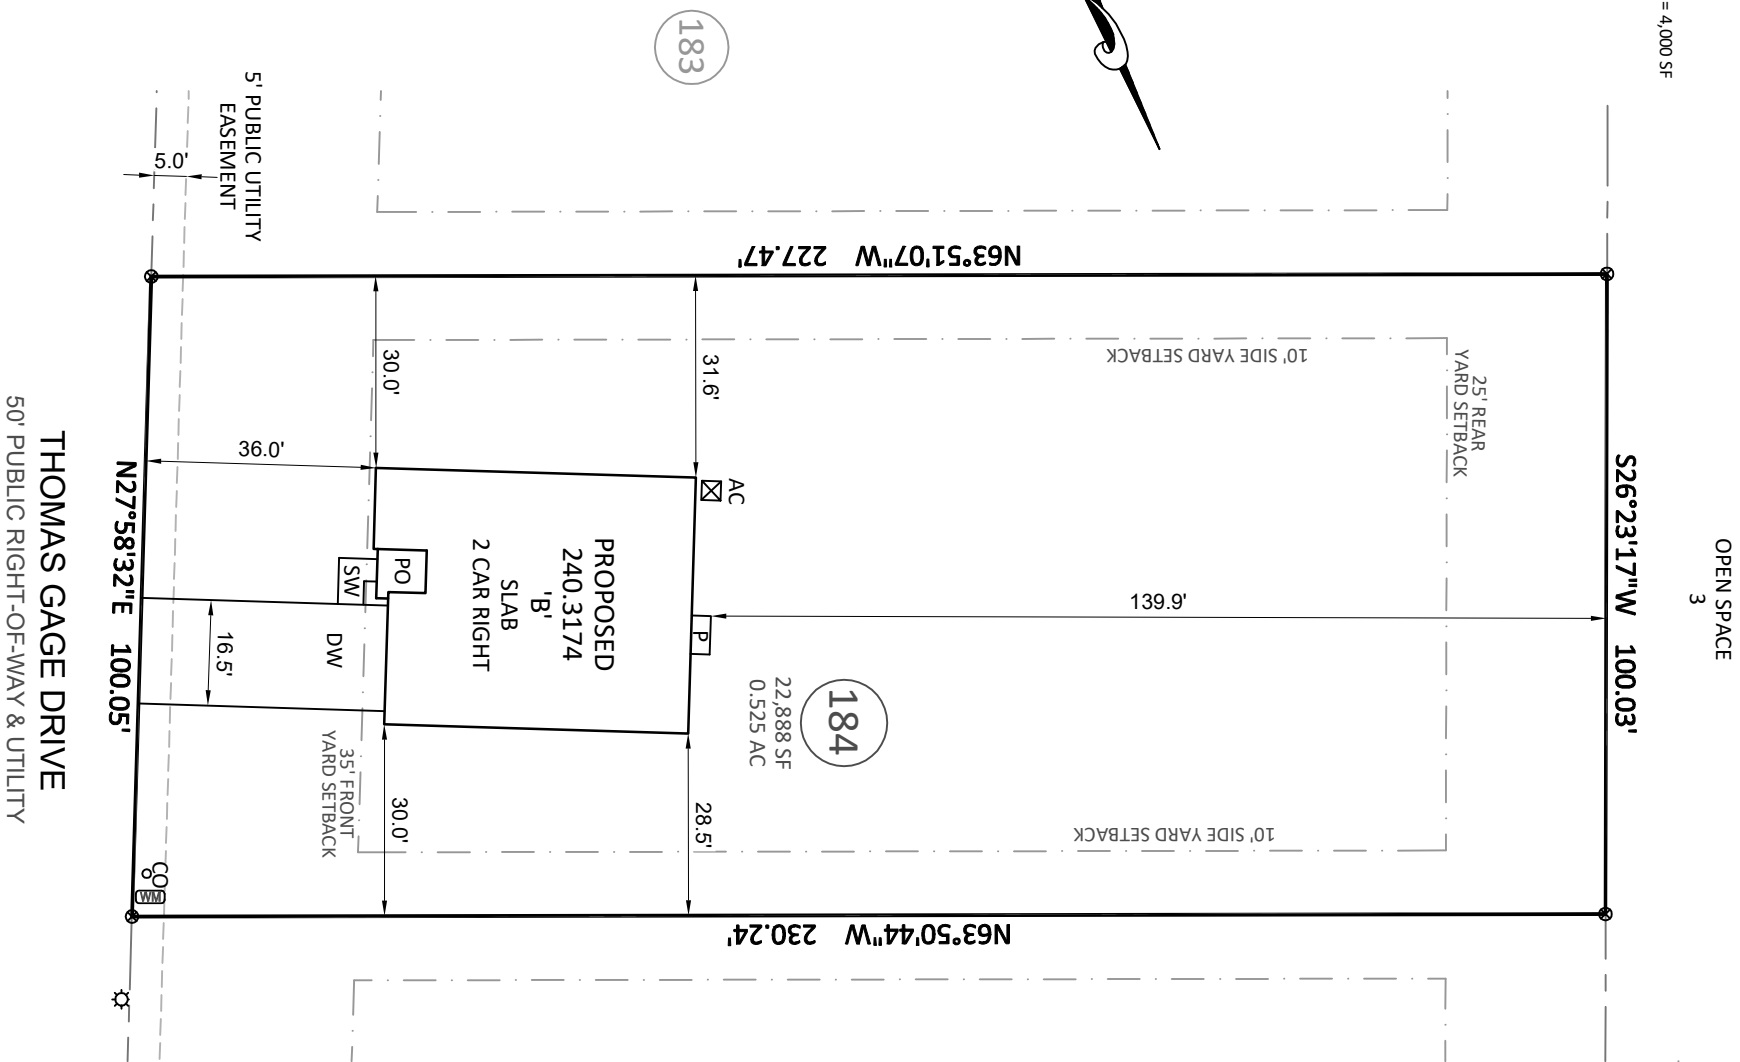 = 4,000 SF
183
5' PUBLIC UTILITY
EASEMENT
5.0'
N63°51'07"W 227.47'
10' SIDE YARD SETBACK
25' REAR
YARD SETBACK
S26°23'17"W 100.03'
OPEN SPACE
3
30.0'
31.6'
36.0'
AC
PROPOSED
240.3174
'B'
SLAB
2 CAR RIGHT
PO
SW
P
139.9'
DW
16.5'
184
22,888 SF
0.525 AC
35' FRONT
YARD SETBACK
30.0'
28.5'
10' SIDE YARD SETBACK
CO
WM
N63°50'44"W 230.24'
N27°58'32"E 100.05'
THOMAS GAGE DRIVE
50' PUBLIC RIGHT-OF-WAY & UTILITY